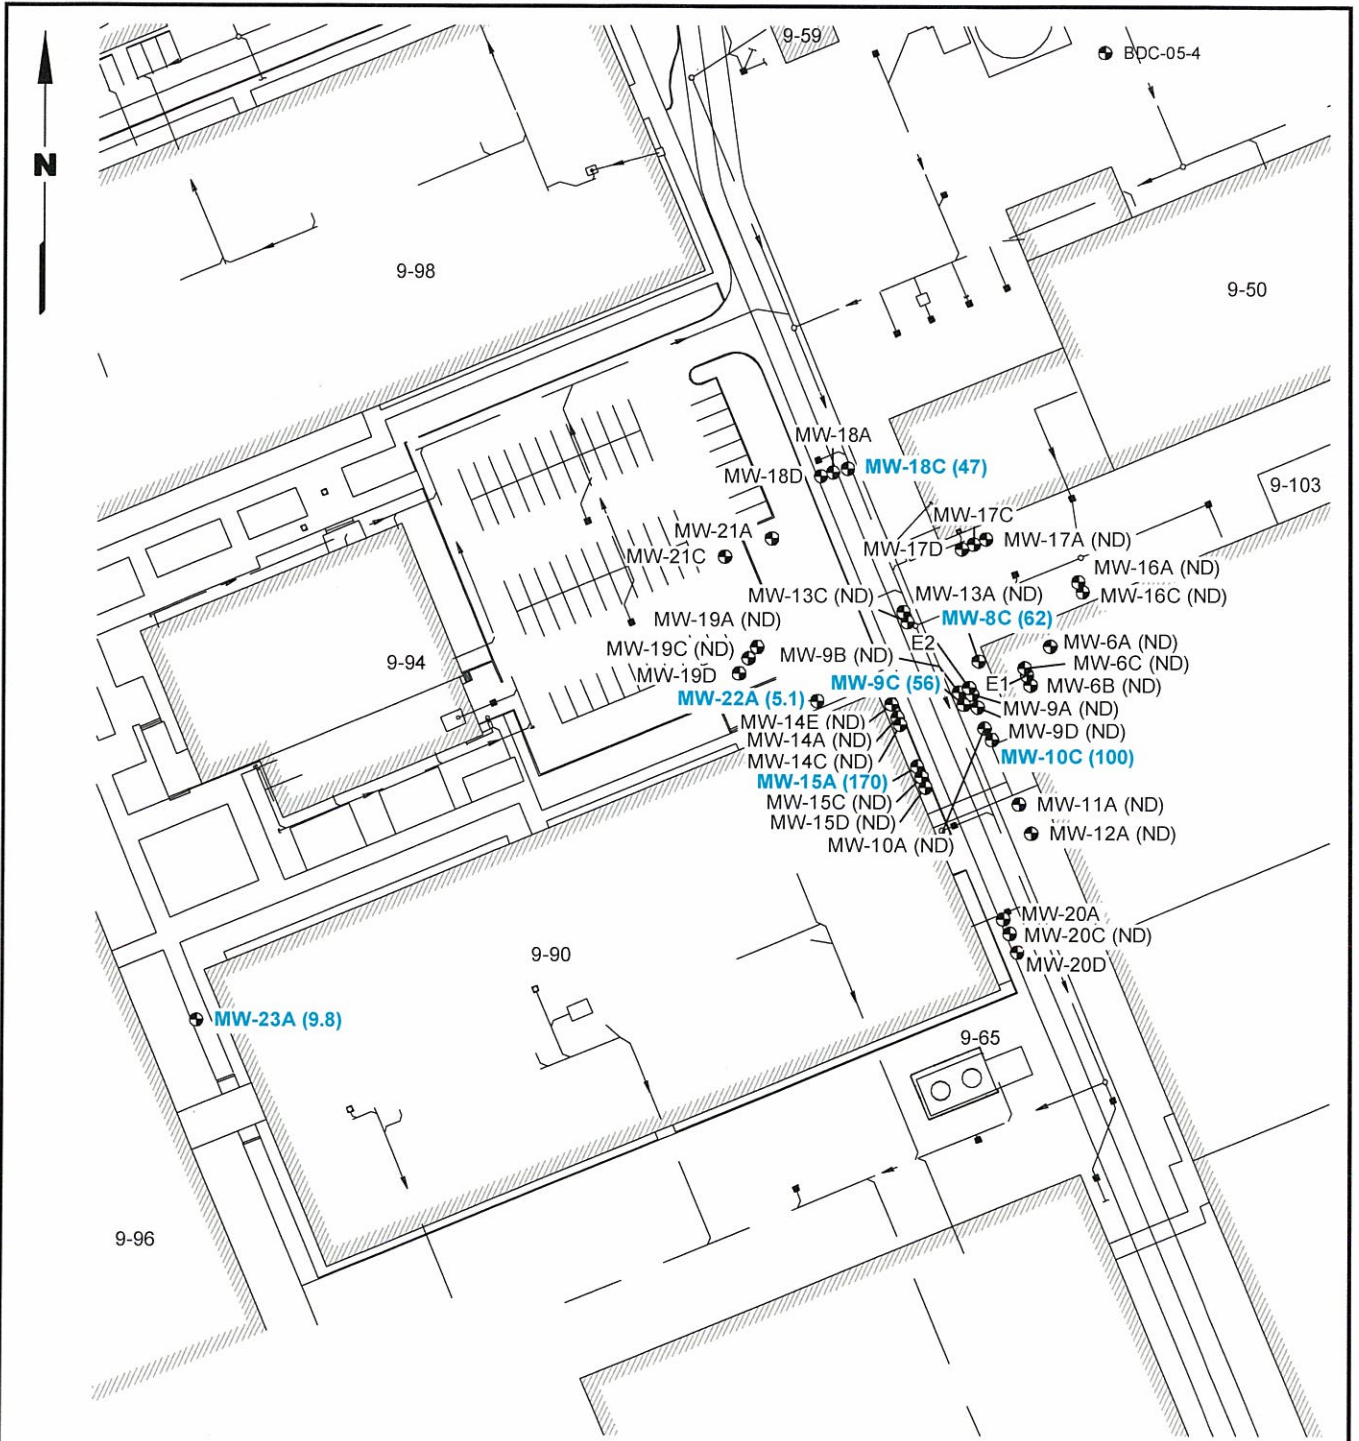 9-59
BDC-05-4
N
9-98
9-50
MW-18A
MW-18C (47)
MW-18D
9-103
MW-17C
MW-21A
MW-17D
MW-17A (ND)
MW-21C
MW-16A (ND)
MW-13C (ND)
MW-13A (ND)
MW-16C (ND)
MW-19A (ND)
MW-8C (62)
E2
MW-6A (ND)
MW-19C (ND)
MW-9B (ND)
MW-6C (ND)
9-94
MW-19D
MW-9C (56)
E1
MW-6B (ND)
MW-22A (5.1)
MW-9A (ND)
MW-14E (ND)
MW-9D (ND)
MW-14A (ND)
MW-14C (ND)
MW-10C (100)
MW-15A (170)
MW-15C (ND)
MW-11A (ND)
MW-15D (ND)
MW-12A (ND)
MW-10A (ND)
MW-20A
MW-20C (ND)
9-90
MW-20D
MW-23A (9.8)
9-65
9-96